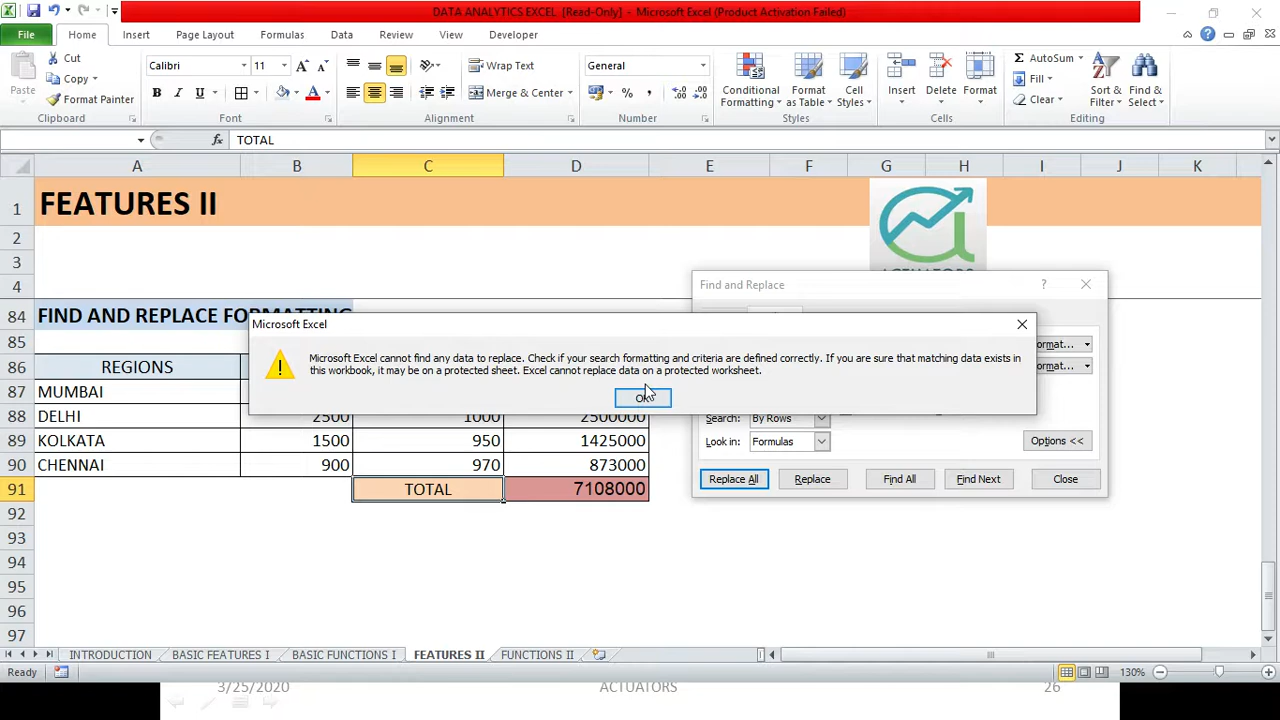 DATA ANALYTICS EXCEL [Read-Only] - Microsoft Excel (Product Activation Failed)
File Home Insert Page Layout Formulas Data Review View Developer
Cut
Copy
Format Painter
Paste
Clipboard
Calibri 11
B I U A
Font
Wrap Text
Merge & Center
Alignment
General
% ,
Number
Conditional Formatting
Format as Table
Cell Styles
Styles
Insert Delete Format
Cells
Σ AutoSum
Fill
Clear
Sort & Filter
Find & Select
Editing
fx TOTAL
A B C D E F G H I J K
1 FEATURES II
2
3
4
ACTUATORS
84 FIND AND REPLACE FORMATTING
85
86 REGIONS
87 MUMBAI
88 DELHI 2500 1000 2500000
89 KOLKATA 1500 950 1425000
90 CHENNAI 900 970 873000
91 TOTAL 7108000
92
93
94
95
96
97
Find and Replace
Microsoft Excel
Microsoft Excel cannot find any data to replace. Check if your search formatting and criteria are defined correctly. If you are sure that matching data exists in
this workbook, it may be on a protected sheet. Excel cannot replace data on a protected worksheet.
Search: By Rows
Look in: Formulas
Options <<
Replace All Replace Find All Find Next Close
INTRODUCTION BASIC FEATURES I BASIC FUNCTIONS I FEATURES II FUNCTIONS II
Ready 130%
3/25/2020 ACTUATORS 26